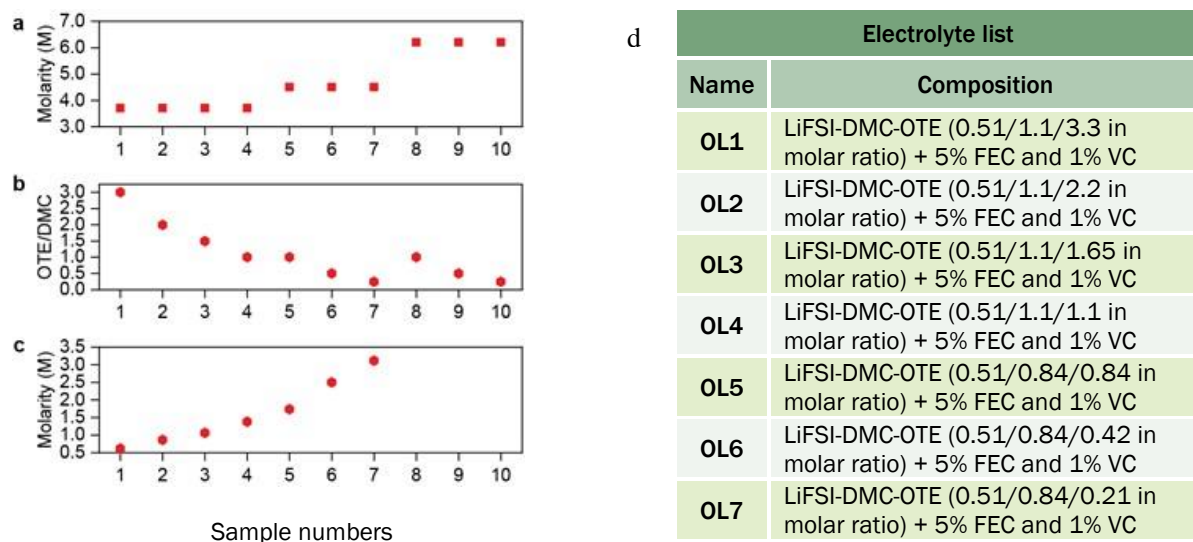 a
Molarity (M)
7.0
6.0
5.0
4.0
3.0
1 2 3 4 5 6 7 8 9 10
b
OTE/DMC
3.0
2.5
2.0
1.5
1.0
0.5
0.0
1 2 3 4 5 6 7 8 9 10
c
Molarity (M)
3.5
3.0
2.5
2.0
1.5
1.0
0.5
1 2 3 4 5 6 7 8 9 10
Sample numbers
d
Electrolyte list
Name Composition
OL1 LiFSI-DMC-OTE (0.51/1.1/3.3 in
molar ratio) + 5% FEC and 1% VC
OL2 LiFSI-DMC-OTE (0.51/1.1/2.2 in
molar ratio) + 5% FEC and 1% VC
OL3 LiFSI-DMC-OTE (0.51/1.1/1.65 in
molar ratio) + 5% FEC and 1% VC
OL4 LiFSI-DMC-OTE (0.51/1.1/1.1 in
molar ratio) + 5% FEC and 1% VC
OL5 LiFSI-DMC-OTE (0.51/0.84/0.84 in
molar ratio) + 5% FEC and 1% VC
OL6 LiFSI-DMC-OTE (0.51/0.84/0.42 in
molar ratio) + 5% FEC and 1% VC
OL7 LiFSI-DMC-OTE (0.51/0.84/0.21 in
molar ratio) + 5% FEC and 1% VC